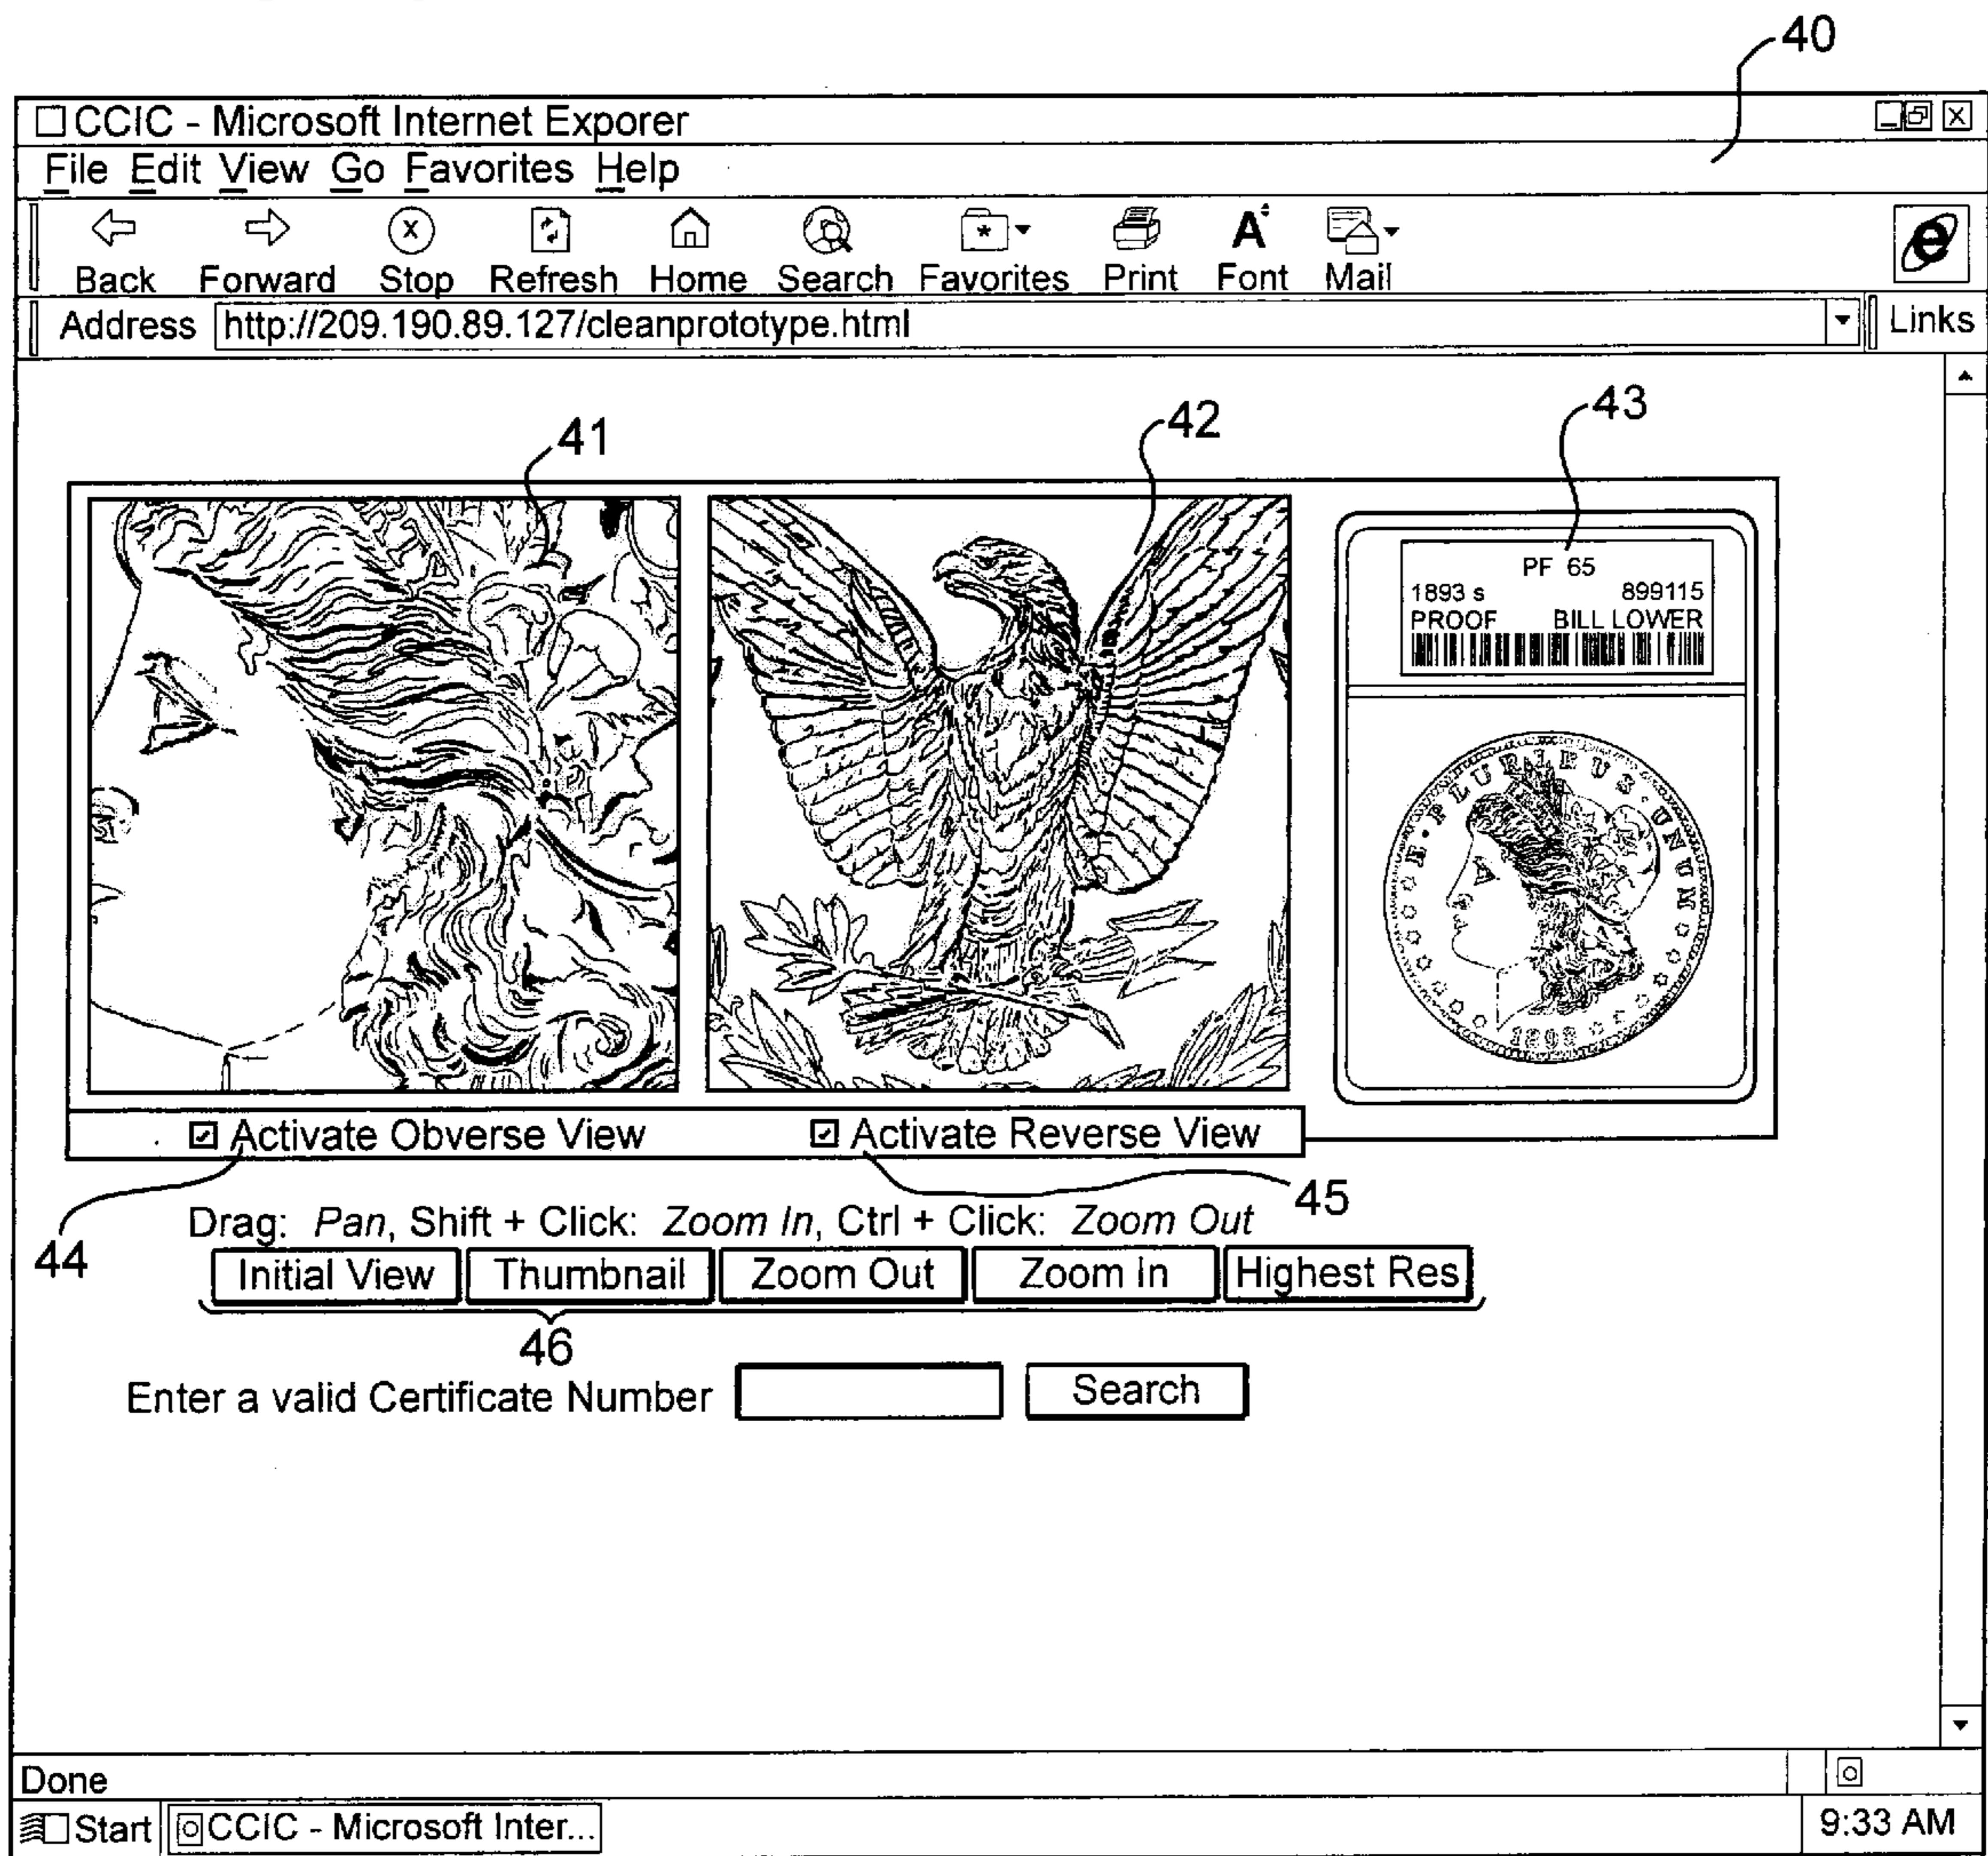 40
CCIC - Microsoft Internet Exporer
File Edit View Go Favorites Help
Back Forward Stop Refresh Home Search Favorites Print Font Mail
Address http://209.190.89.127/cleanprototype.html Links
41
42
43
PF 65
1893 s 899115
PROOF BILL LOWER
E·PLURIBUS·UNUM
Activate Obverse View Activate Reverse View
44
45
Drag: Pan, Shift + Click: Zoom In, Ctrl + Click: Zoom Out
Initial View Thumbnail Zoom Out Zoom In Highest Res
46
Enter a valid Certificate Number Search
Done
Start CCIC - Microsoft Inter... 9:33 AM